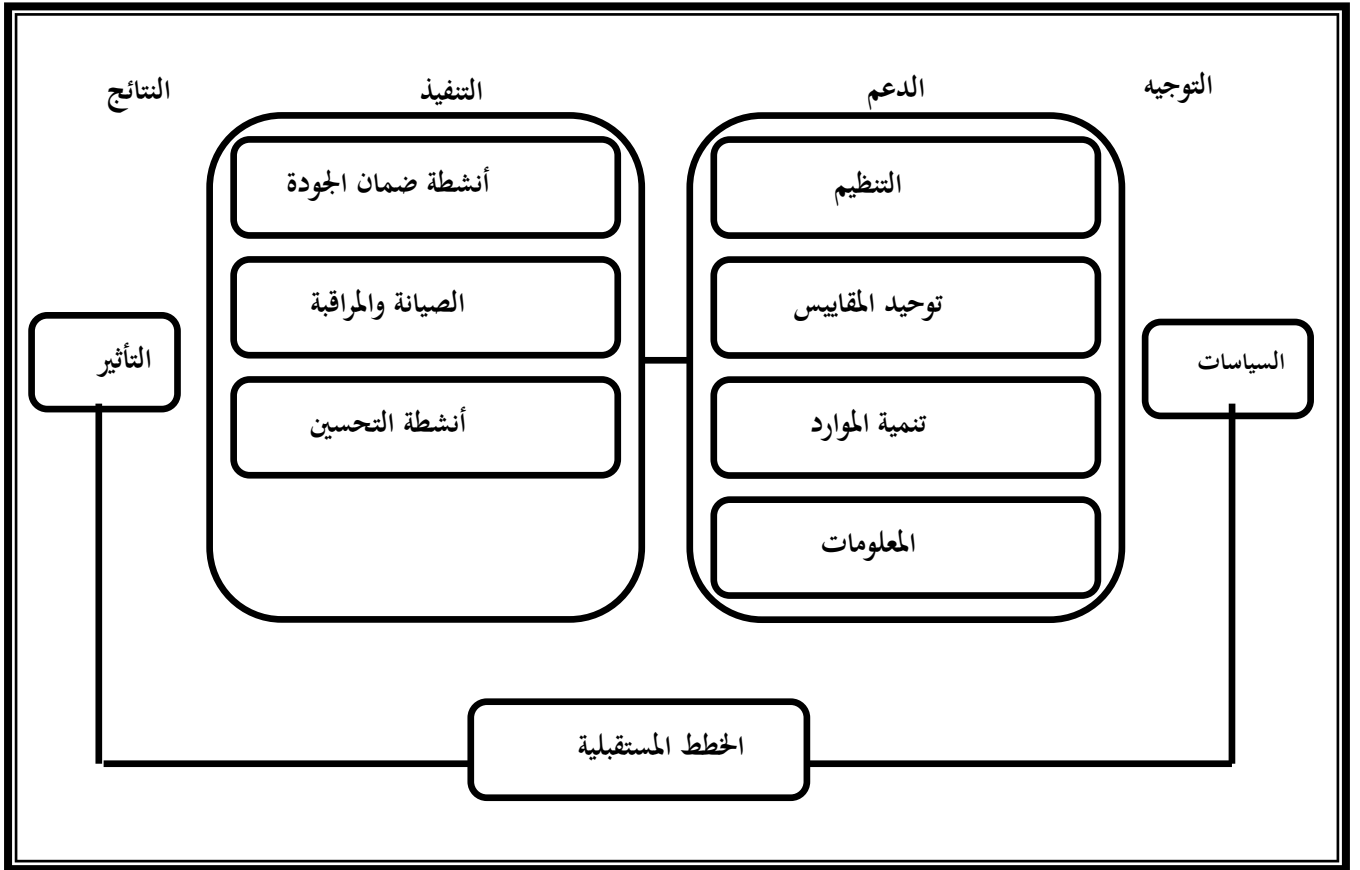 التوجيه
الدعم
التنفيذ
النتائج
التنظيم
توحيد المقاييس
تنمية الموارد
المعلومات
أنشطة ضمان الجودة
الصيانة والمراقبة
أنشطة التحسين
السياسات
التأثير
الخطط المستقبلية